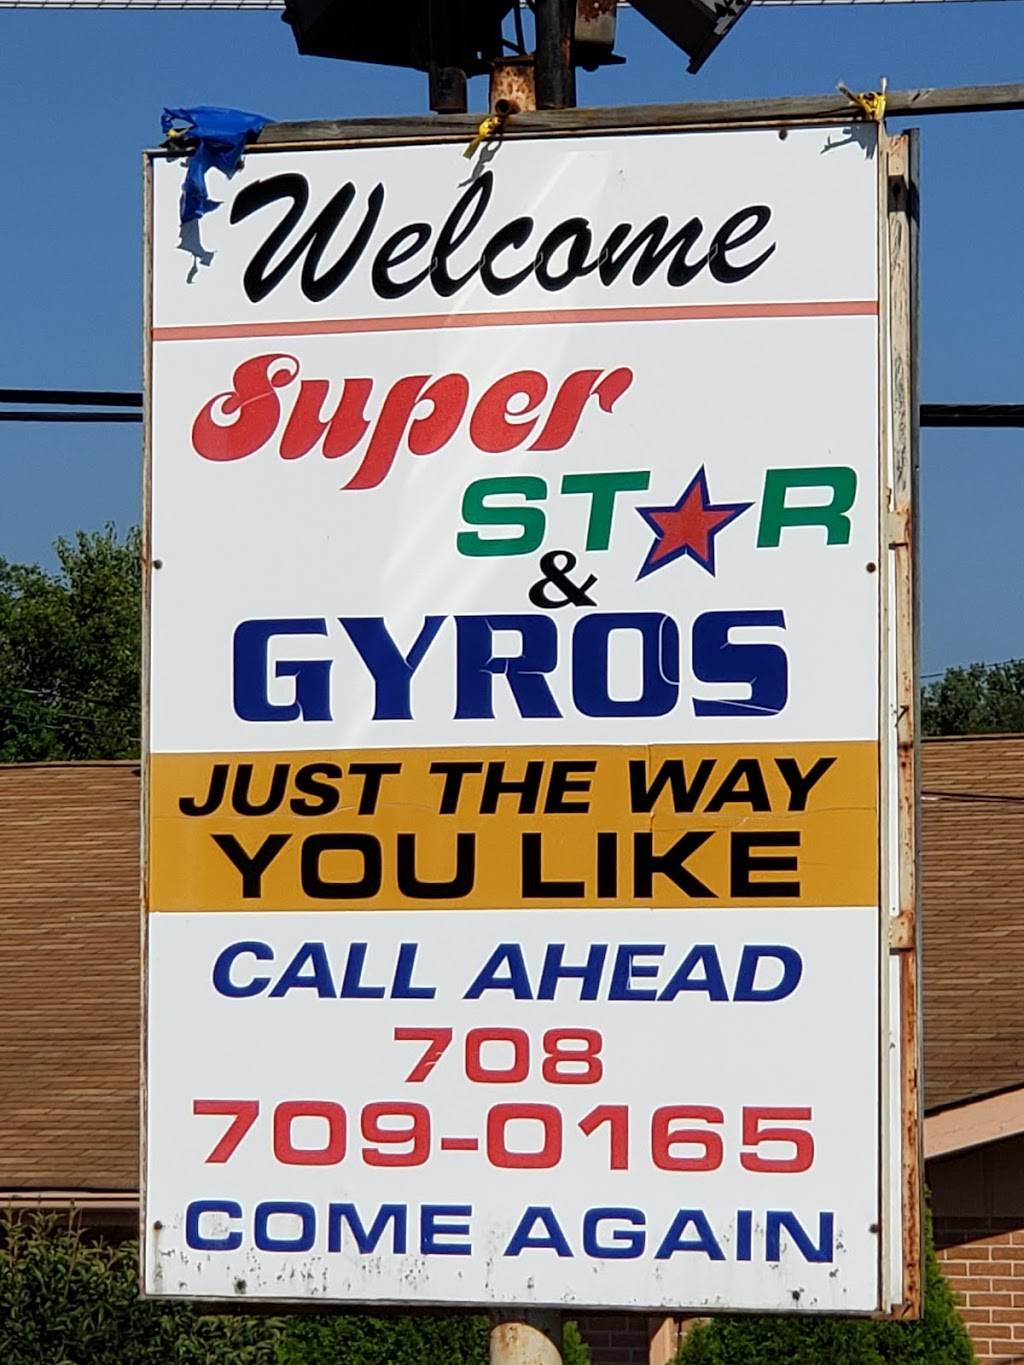 Welcome
Super
ST★R
&
GYROS
JUST THE WAY
YOU LIKE
CALL AHEAD
708
709-0165
COME AGAIN